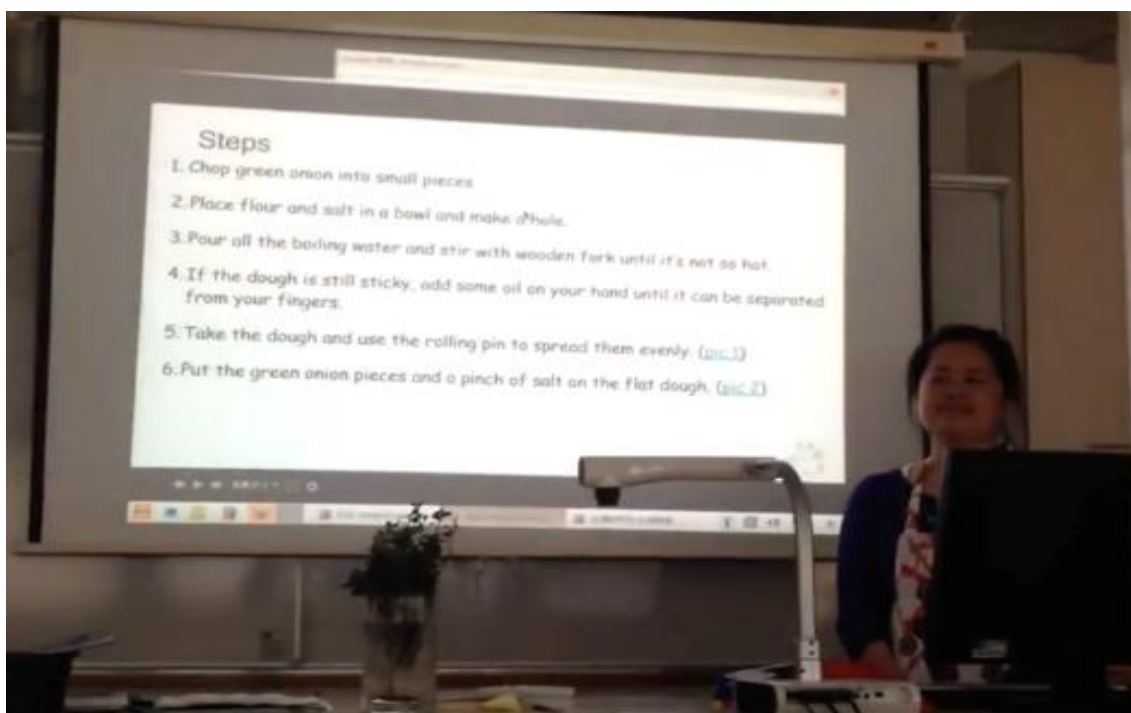 Steps
1. Chop green onion into small pieces
2. Place flour and salt in a bowl and make a hole.
3. Pour all the boiling water and stir with wooden fork until it's not so hot.
4. If the dough is still sticky, add some oil on your hand until it can be separated
from your fingers.
5. Take the dough and use the rolling pin to spread them evenly. (pic 1)
6. Put the green onion pieces and a pinch of salt on the flat dough. (pic 2)